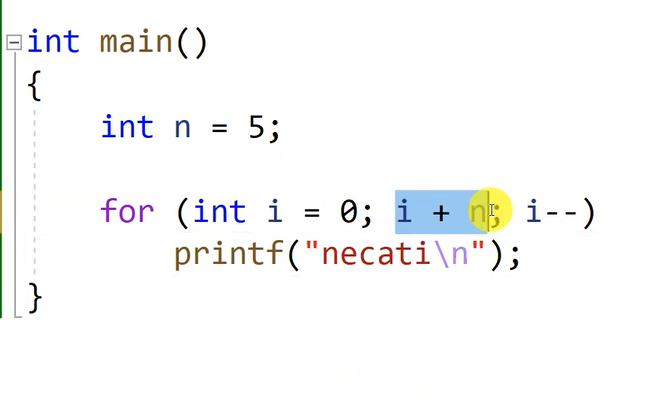 int main()
{
int n = 5;
for (int i = 0; i + n; i--)
printf("necati\n");
}